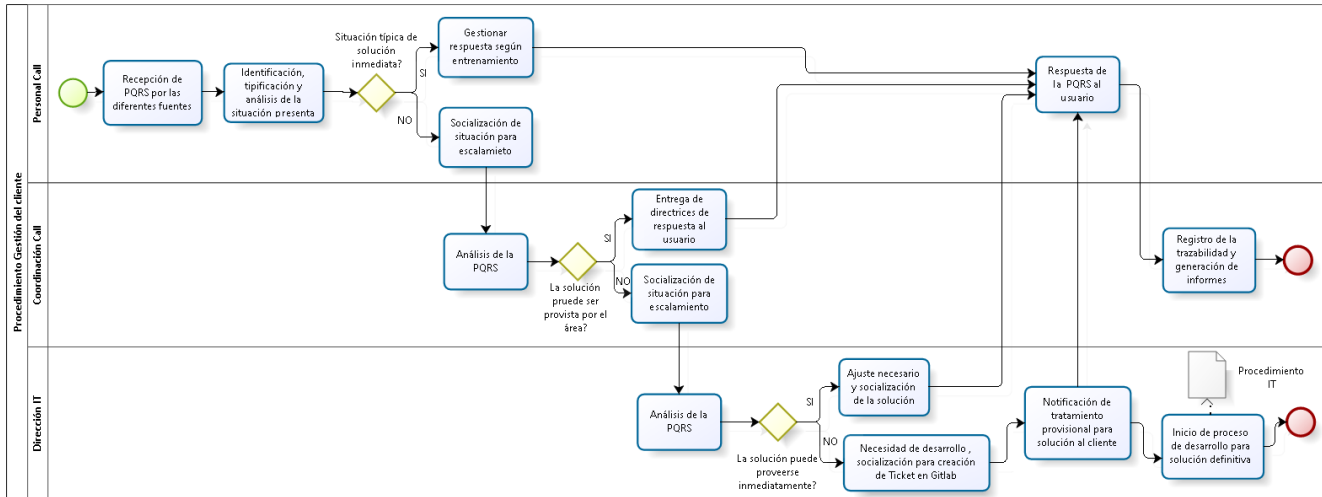 Procedimiento Gestión del cliente
Personal Call
Recepción de
PQRS por las
diferentes fuentes
Identificación,
tipificación y
análisis de la
situación presenta
Situación típica de
solución
inmediata?
SI
NO
Gestionar
respuesta según
entrenamiento
Socialización de
situación para
escalamieto
Respuesta de
la PQRS al
usuario
Coordinación Call
Análisis de la
PQRS
La solución
pruede ser
provista por el
área?
SI
NO
Entrega de
directrices de
respuesta al
usuario
Socialización de
situación para
escalamiento
Registro de la
trazabilidad y
generación de
informes
Dirección IT
Análisis de la
PQRS
La solución puede
proveerse
inmediatamente?
SI
NO
Ajuste necesario
y socialización
de la solución
Necesidad de desarrollo ,
socialización para creación
de Ticket en Gitlab
Notificación de
tratamiento
provisional para
solución al cliente
Procedimiento
IT
Inicio de proceso
de desarrollo para
solución definitiva